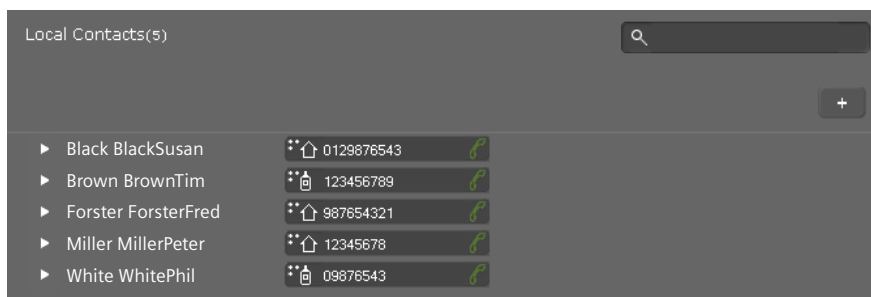 Local Contacts(5)
+
Black BlackSusan 0129876543
Brown BrownTim 123456789
Forster ForsterFred 987654321
Miller MillerPeter 12345678
White WhitePhil 09876543